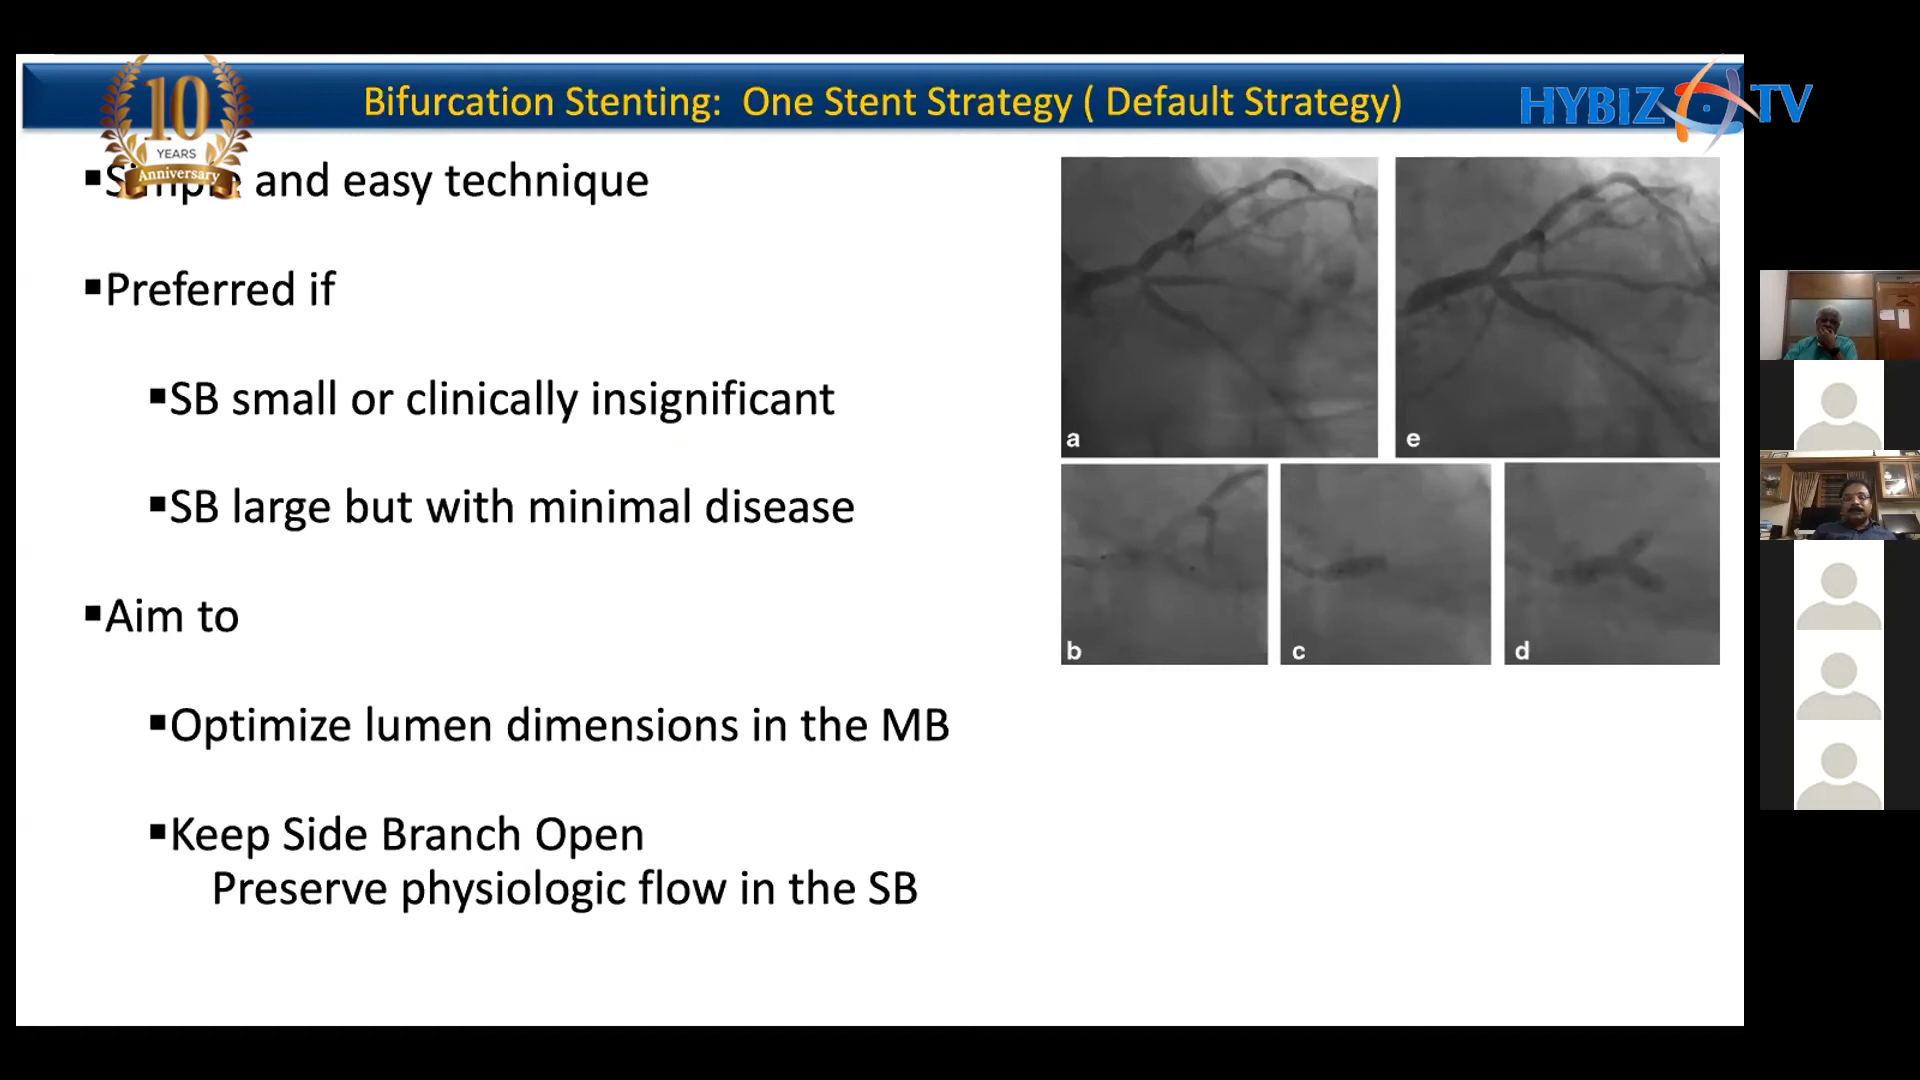 Bifurcation Stenting: One Stent Strategy ( Default Strategy)
HYBIZ TV
10
YEARS
Anniversary
▪Simple and easy technique
▪Preferred if
▪SB small or clinically insignificant
▪SB large but with minimal disease
▪Aim to
▪Optimize lumen dimensions in the MB
▪Keep Side Branch Open
Preserve physiologic flow in the SB
a
e
b
c
d